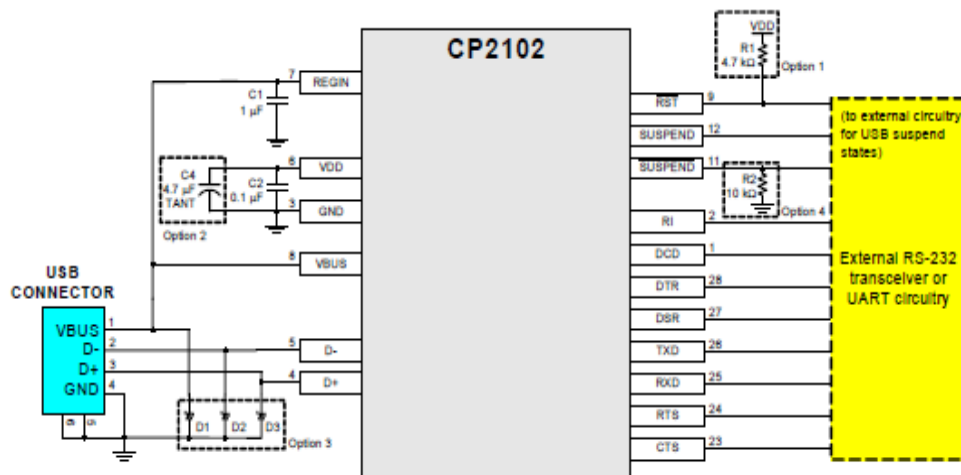 CP2102
7 REGIN
C1
1 µF
6 VDD
C4
4.7 µF
TANT
C2
0.1 µF
3 GND
Option 2
8 VBUS
USB
CONNECTOR
VBUS 1
D- 2
D+ 3
GND 4
6 5
5 D-
4 D+
D1 D2 D3
Option 3
VDD
R1
4.7 kΩ
Option 1
RST 9
SUSPEND 12
SUSPEND 11
R2
10 kΩ
Option 4
RI 2
DCD 1
DTR 28
DSR 27
TXD 26
RXD 25
RTS 24
CTS 23
(to external circuitry
for USB suspend
states)
External RS-232
transceiver or
UART circuitry